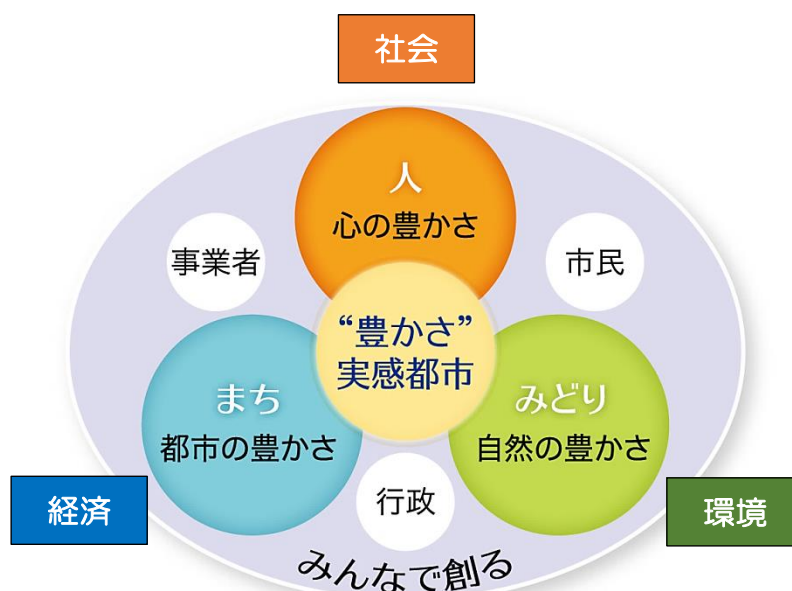 社会
人
心の豊かさ
事業者
市民
“豊かさ”
実感都市
まち
都市の豊かさ
みどり
自然の豊かさ
経済
行政
環境
みんなで創る